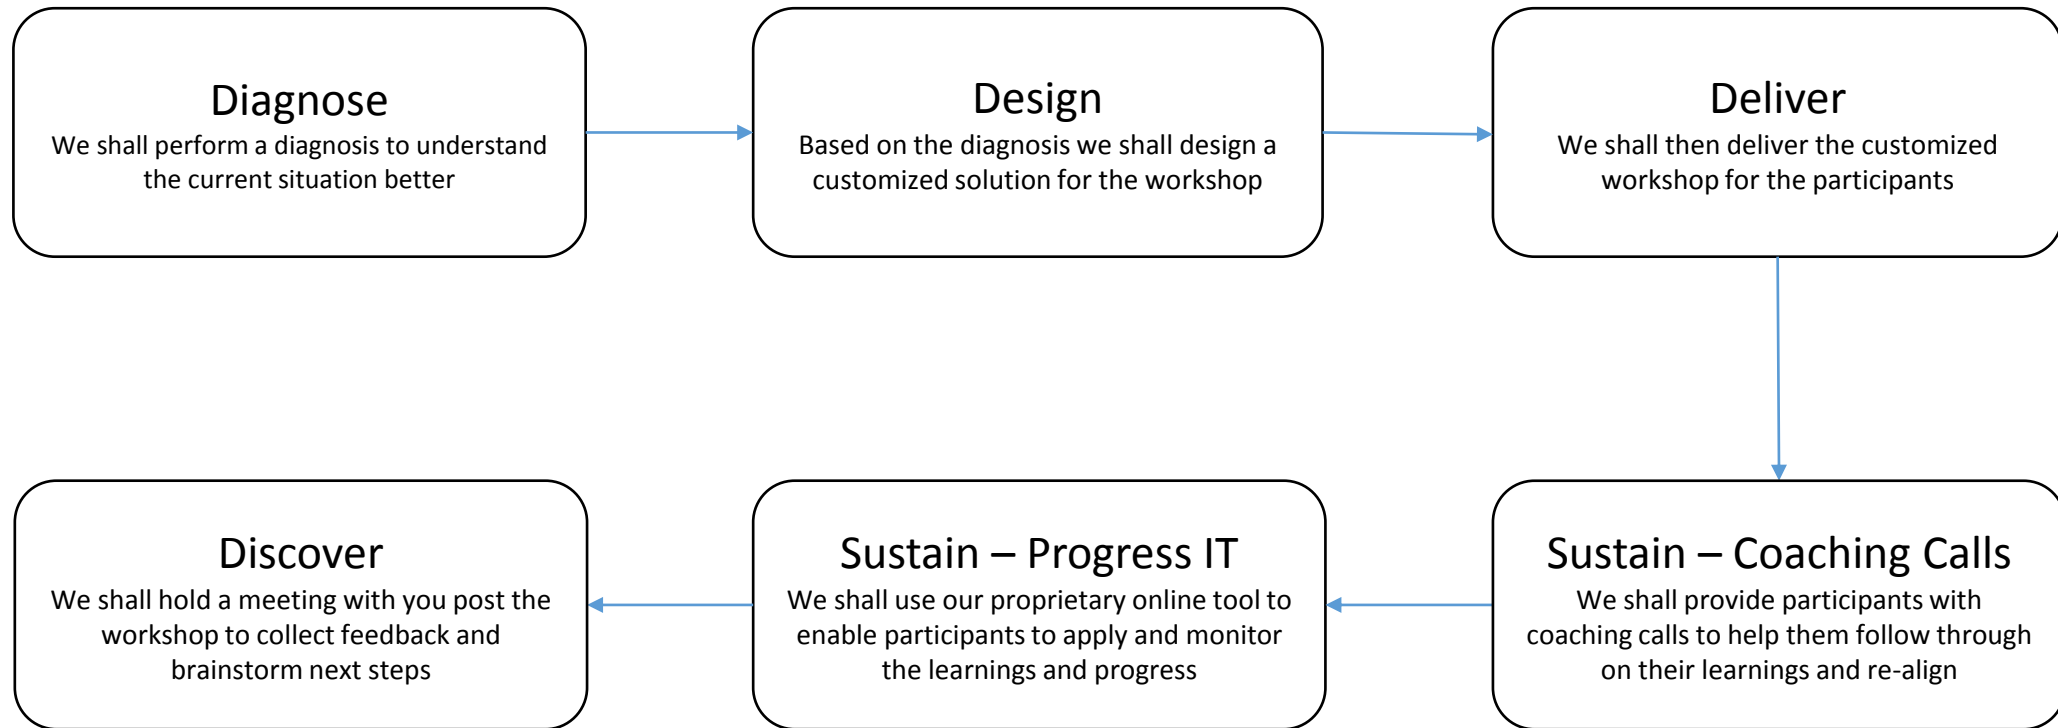 Diagnose
We shall perform a diagnosis to understand
the current situation better
Design
Based on the diagnosis we shall design a
customized solution for the workshop
Deliver
We shall then deliver the customized
workshop for the participants
Sustain – Coaching Calls
We shall provide participants with
coaching calls to help them follow through
on their learnings and re-align
Sustain – Progress IT
We shall use our proprietary online tool to
enable participants to apply and monitor
the learnings and progress
Discover
We shall hold a meeting with you post the
workshop to collect feedback and
brainstorm next steps